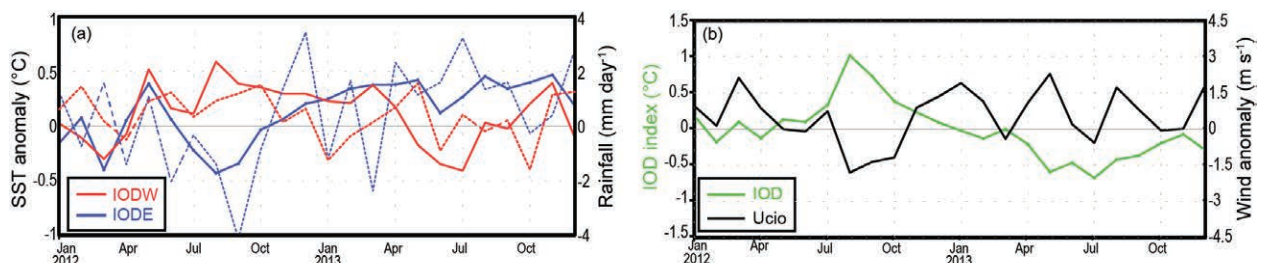 (a)
SST anomaly (°C)
1
0.5
0
-0.5
-1
4
2
0
-2
-4
Rainfall (mm day⁻¹)
IODW
IODE
Jan Apr Jul Oct Jan Apr Jul Oct
2012 2013
(b)
IOD index (°C)
1.5
1
0.5
0
-0.5
-1
-1.5
4.5
3
1.5
0
-1.5
-3
-4.5
Wind anomaly (m s⁻¹)
IOD
Ucio
Jan Apr Jul Oct Jan Apr Jul Oct
2012 2013